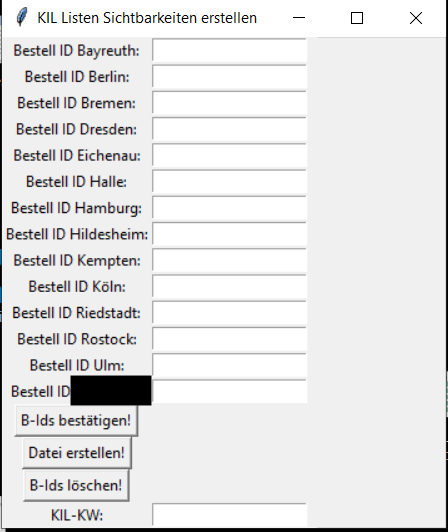 KIL Listen Sichtbarkeiten erstellen
Bestell ID Bayreuth:
Bestell ID Berlin:
Bestell ID Bremen:
Bestell ID Dresden:
Bestell ID Eichenau:
Bestell ID Halle:
Bestell ID Hamburg:
Bestell ID Hildesheim:
Bestell ID Kempten:
Bestell ID Köln:
Bestell ID Riedstadt:
Bestell ID Rostock:
Bestell ID Ulm:
Bestell ID
B-Ids bestätigen!
Datei erstellen!
B-Ids löschen!
KIL-KW: